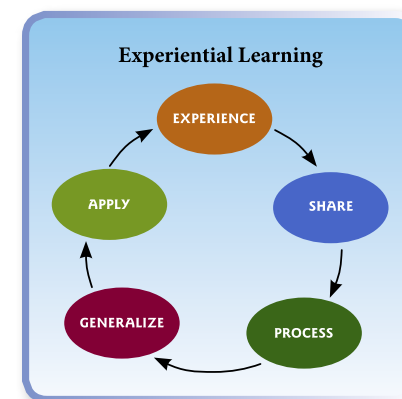 Experiential Learning
EXPERIENCE
SHARE
PROCESS
GENERALIZE
APPLY